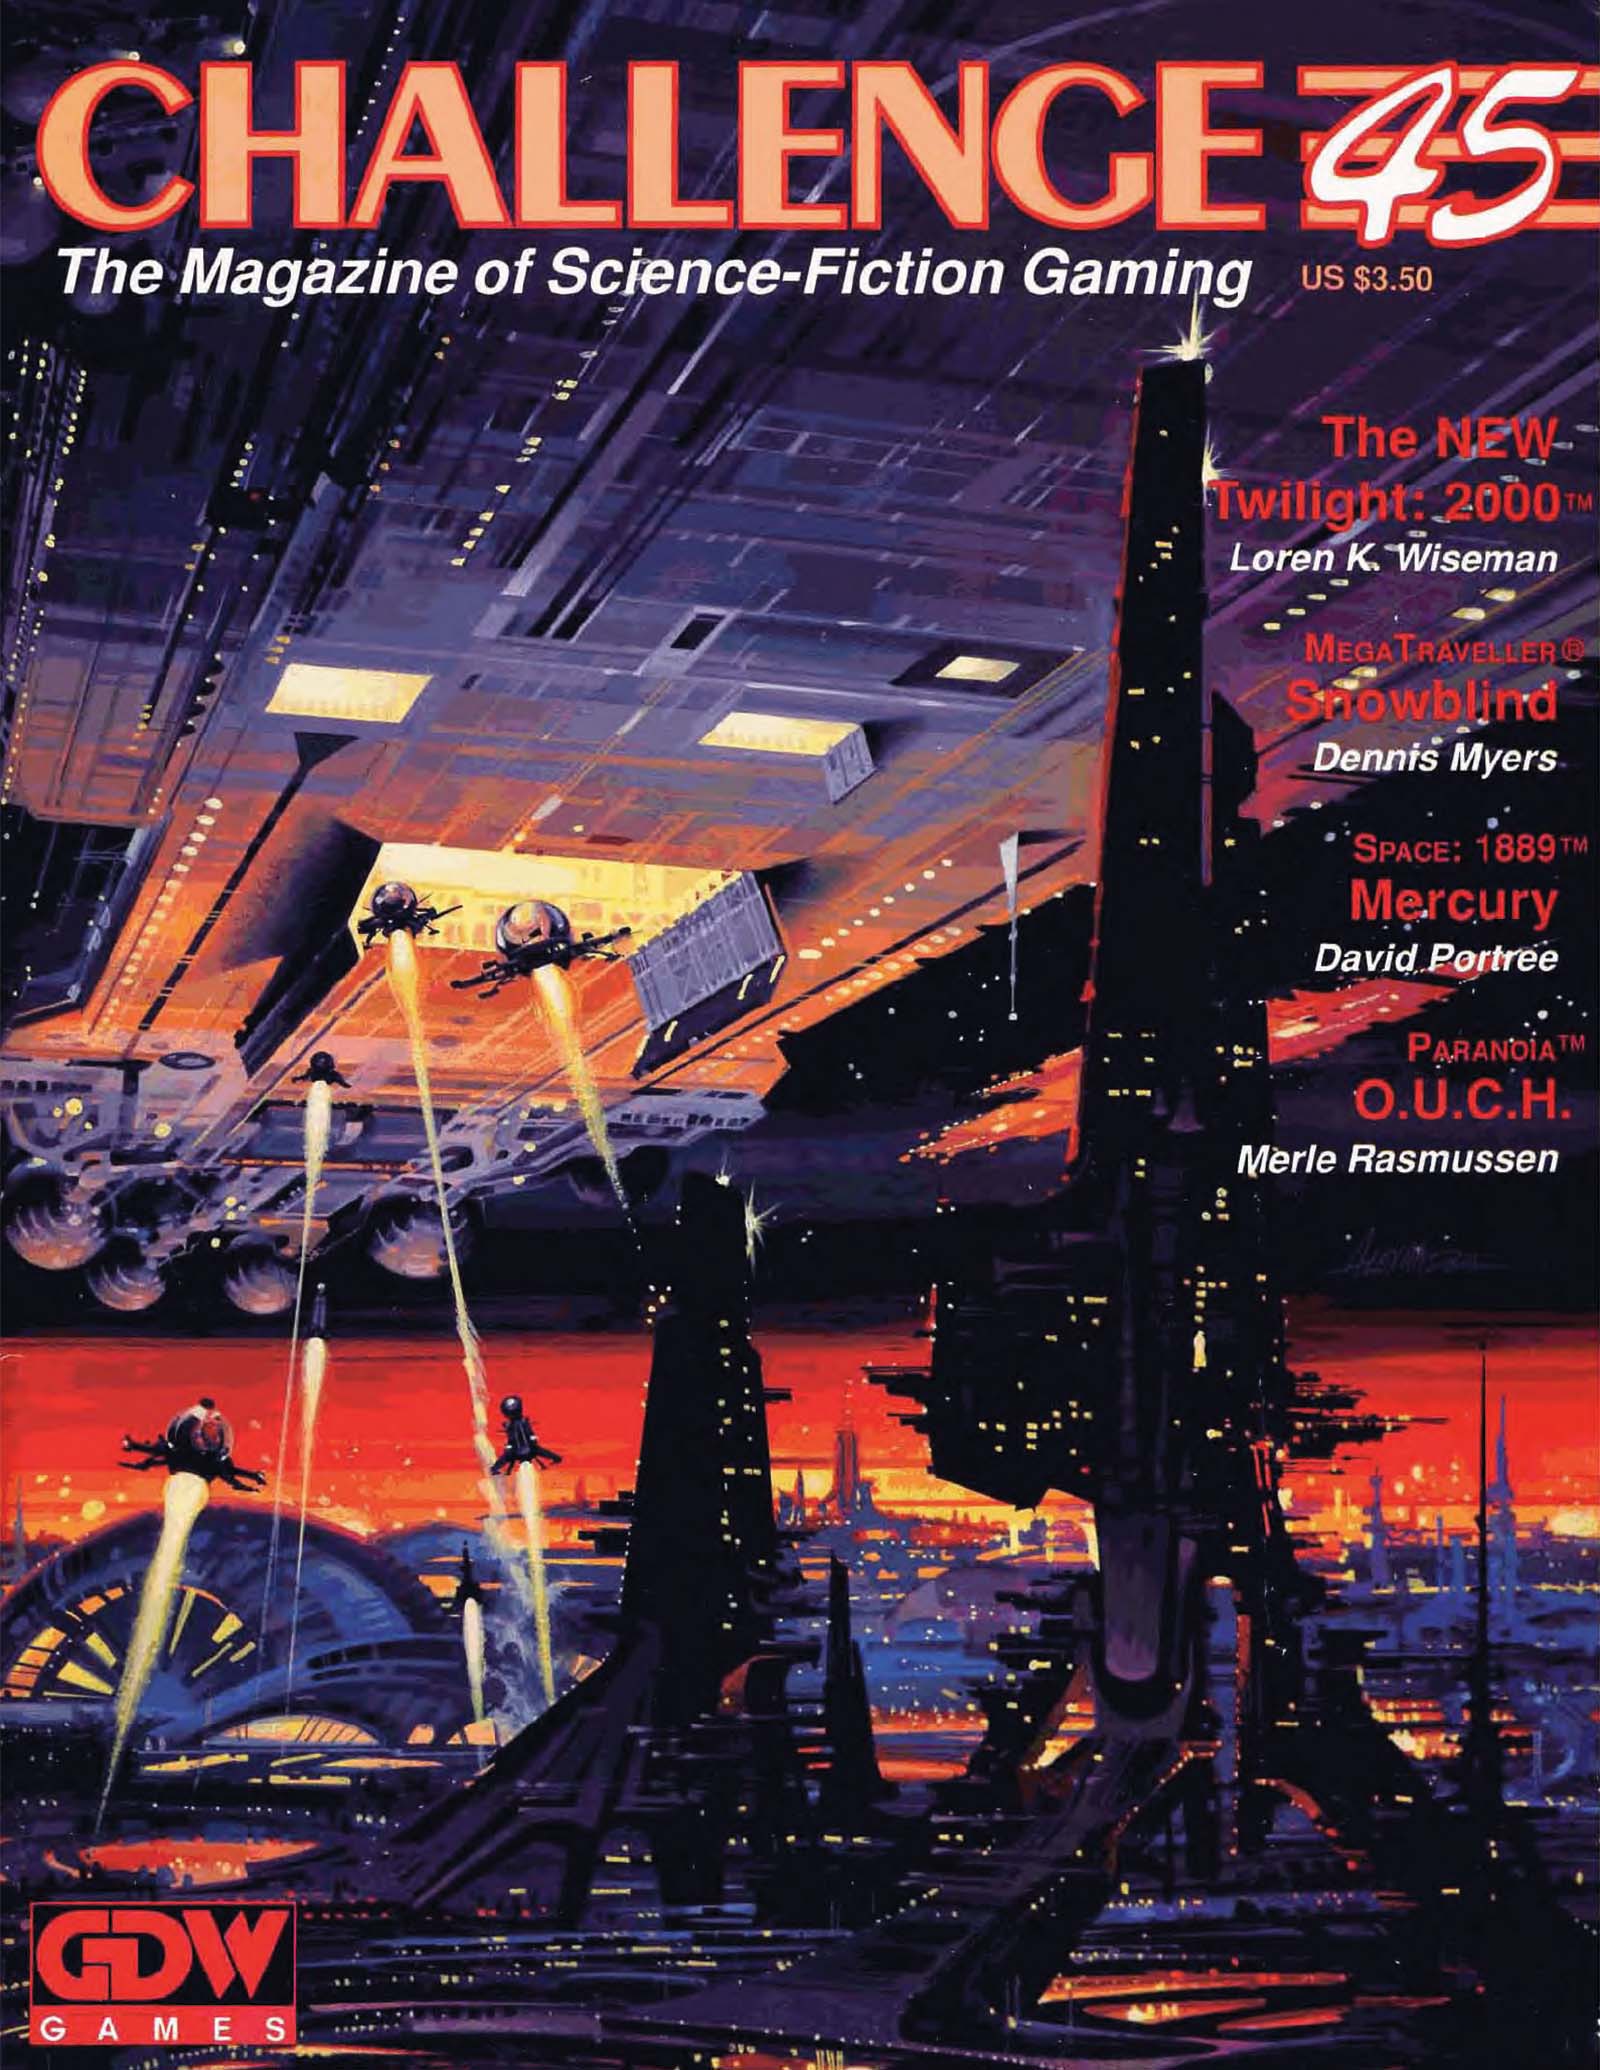 CHALLENGE 45
The Magazine of Science-Fiction Gaming
US $3.50
The NEW
Twilight: 2000™
Loren K. Wiseman
MEGATRAVELLER®
Snowblind
Dennis Myers
SPACE: 1889™
Mercury
David Portree
PARANOIA™
O.U.C.H.
Merle Rasmussen
GDW
GAMES